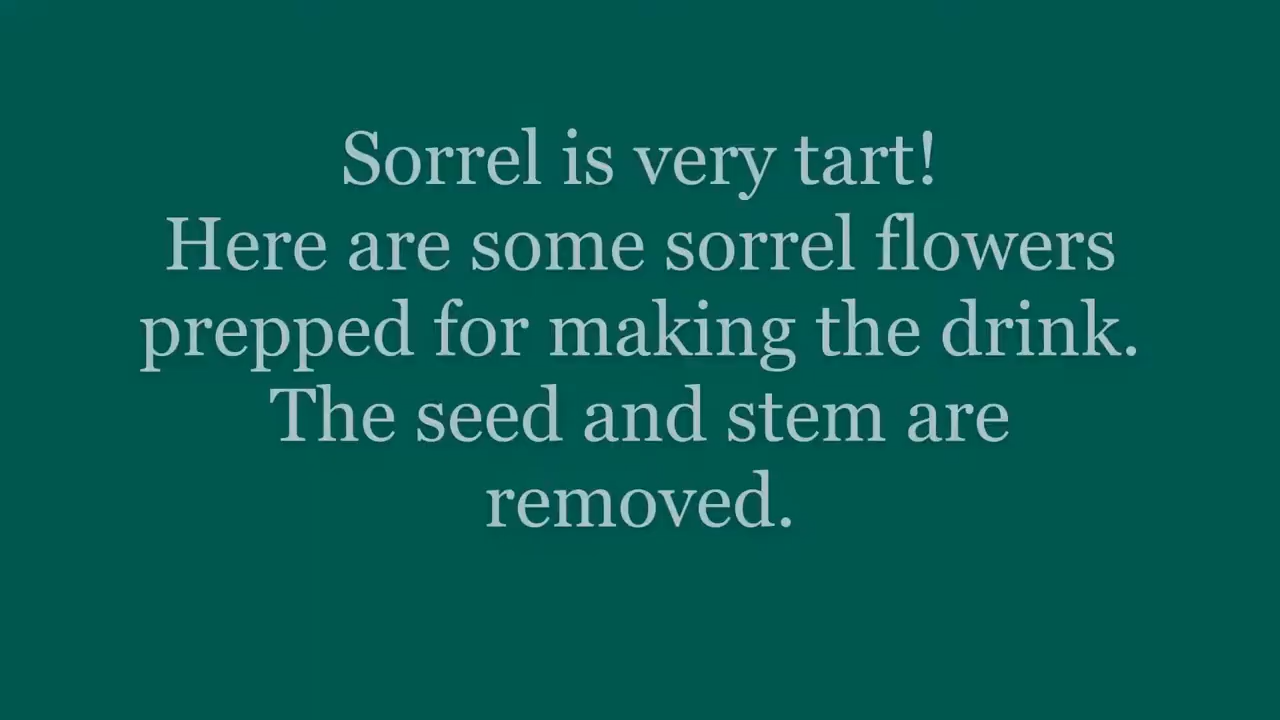 Sorrel is very tart!
Here are some sorrel flowers
prepped for making the drink.
The seed and stem are
removed.